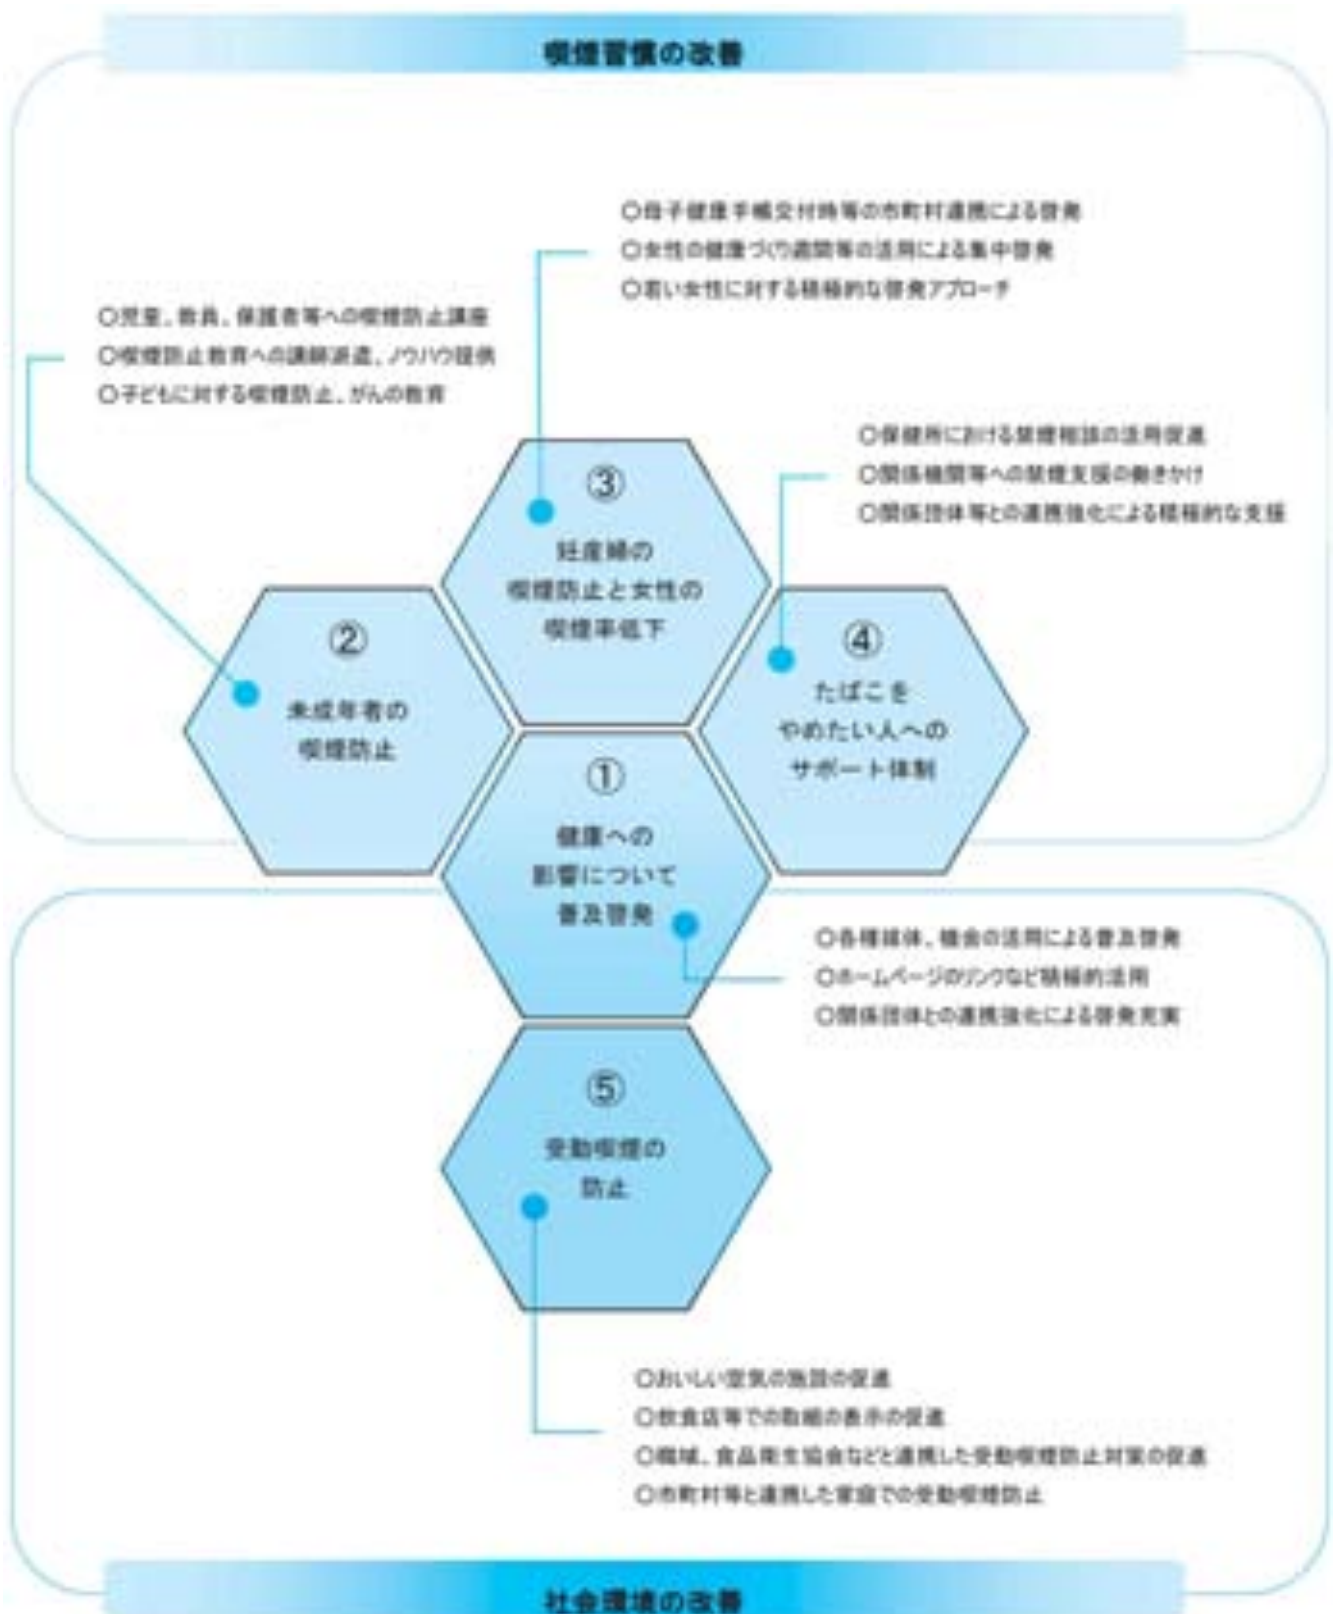 喫煙習慣の改善
○母子健康手帳交付時等の市町村連携による啓発
○女性の健康づくり週間等の活用による集中啓発
○若い女性に対する積極的な啓発アプローチ
○児童、教員、保護者等への喫煙防止講座
○喫煙防止教育への講師派遣、ノウハウ提供
○子どもに対する喫煙防止、がんの教育
○保健所における禁煙相談の活用促進
○関係機関等への禁煙支援の働きかけ
○関係団体等との連携強化による積極的な支援
③
妊産婦の
喫煙防止と女性の
喫煙率低下
②
未成年者の
喫煙防止
④
たばこを
やめたい人への
サポート体制
①
健康への
影響について
普及啓発
○各種媒体、機会の活用による普及啓発
○ホームページのリンクなど積極的活用
○関係団体との連携強化による啓発充実
⑤
受動喫煙の
防止
○おいしい空気の施設の促進
○飲食店等での取組の表示の促進
○職域、食品衛生協会などと連携した受動喫煙防止対策の促進
○市町村等と連携した家庭での受動喫煙防止
社会環境の改善